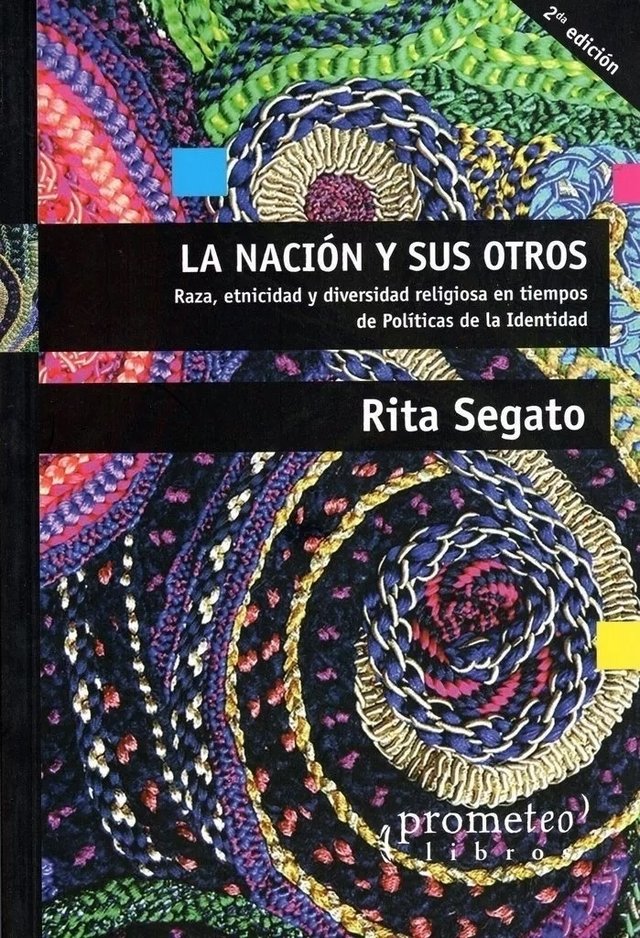 2da edición
LA NACIÓN Y SUS OTROS
Raza, etnicidad y diversidad religiosa en tiempos
de Políticas de la Identidad
Rita Segato
prometeo
libros